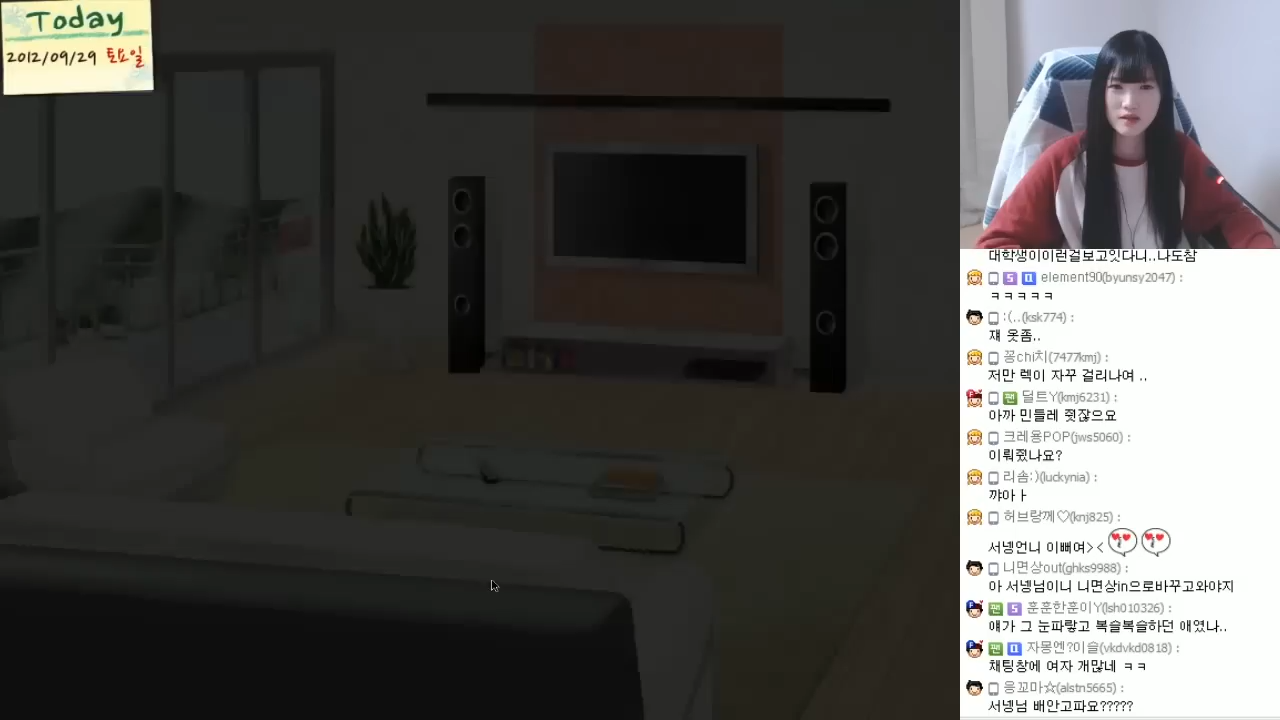 Today
2012/09/29 토요일
대학생이이런걸보고잇다니..나도참
element90(byunsy2047) :
ㅋㅋㅋㅋㅋ
:(..(ksk774) :
쟤 옷좀..
꽁chi치(7477kmj) :
저만 렉이 자꾸 걸리나여 ..
팬 딜트Y(kmj6231) :
아까 민들레 줫잖으요
크레용POP(jws5060) :
이뤄줬나요?
리솜:)(luckynia) :
꺄아ㅏ
허브랑께♡(knj825) :
서넹언니 이뻐여><
니면상out(ghks9988) :
아 서넹님이니 니면상in으로바꾸고와야지
팬 S 훈훈한훈이Y(lsh010326) :
얘가 그 눈파랗고 복슬복슬하던 애였나..
팬 자몽엔?이슬(vkdvkd0818) :
채팅창에 여자 개많네 ㅋㅋ
응꼬마☆(alstn5665) :
서넹님 배안고파요?????